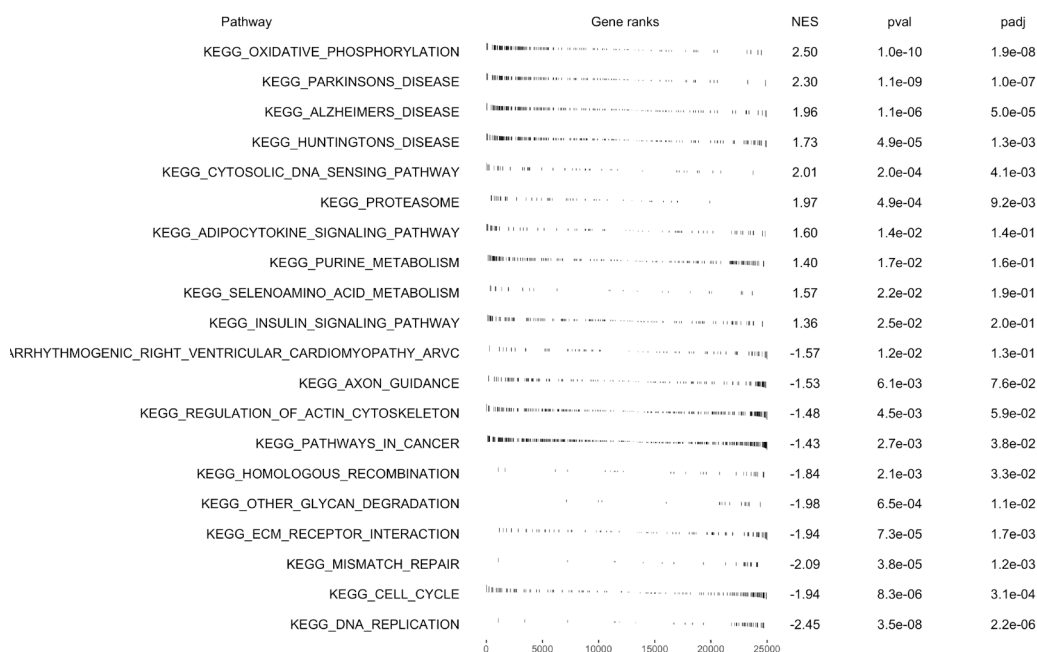 Pathway Gene ranks NES pval padj
KEGG_OXIDATIVE_PHOSPHORYLATION 2.50 1.0e-10 1.9e-08
KEGG_PARKINSONS_DISEASE 2.30 1.1e-09 1.0e-07
KEGG_ALZHEIMERS_DISEASE 1.96 1.1e-06 5.0e-05
KEGG_HUNTINGTONS_DISEASE 1.73 4.9e-05 1.3e-03
KEGG_CYTOSOLIC_DNA_SENSING_PATHWAY 2.01 2.0e-04 4.1e-03
KEGG_PROTEASOME 1.97 4.9e-04 9.2e-03
KEGG_ADIPOCYTOKINE_SIGNALING_PATHWAY 1.60 1.4e-02 1.4e-01
KEGG_PURINE_METABOLISM 1.40 1.7e-02 1.6e-01
KEGG_SELENOAMINO_ACID_METABOLISM 1.57 2.2e-02 1.9e-01
KEGG_INSULIN_SIGNALING_PATHWAY 1.36 2.5e-02 2.0e-01
ARRHYTHMOGENIC_RIGHT_VENTRICULAR_CARDIOMYOPATHY_ARVC -1.57 1.2e-02 1.3e-01
KEGG_AXON_GUIDANCE -1.53 6.1e-03 7.6e-02
KEGG_REGULATION_OF_ACTIN_CYTOSKELETON -1.48 4.5e-03 5.9e-02
KEGG_PATHWAYS_IN_CANCER -1.43 2.7e-03 3.8e-02
KEGG_HOMOLOGOUS_RECOMBINATION -1.84 2.1e-03 3.3e-02
KEGG_OTHER_GLYCAN_DEGRADATION -1.98 6.5e-04 1.1e-02
KEGG_ECM_RECEPTOR_INTERACTION -1.94 7.3e-05 1.7e-03
KEGG_MISMATCH_REPAIR -2.09 3.8e-05 1.2e-03
KEGG_CELL_CYCLE -1.94 8.3e-06 3.1e-04
KEGG_DNA_REPLICATION -2.45 3.5e-08 2.2e-06
0 5000 10000 15000 20000 25000